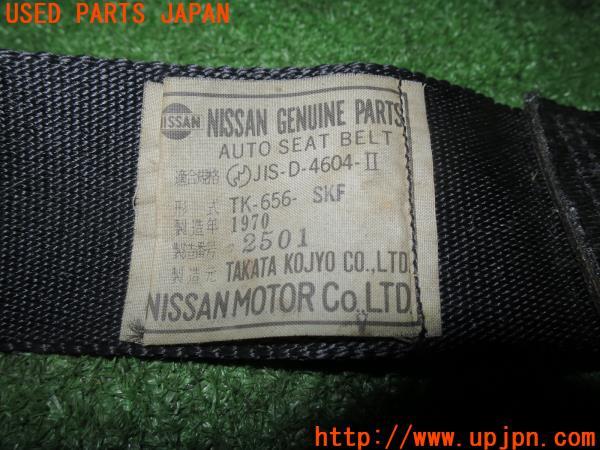 USED PARTS JAPAN
NISSAN NISSAN GENUINE PARTS
AUTO SEAT BELT
適合規格 JIS-D-4604-II
形式 TK-656- SKF
製造年 1970
製造番号 2501
製造元 TAKATA KOJYO CO.,LTD.
NISSAN MOTOR Co.,LTD.
http://www.upjpn.com/